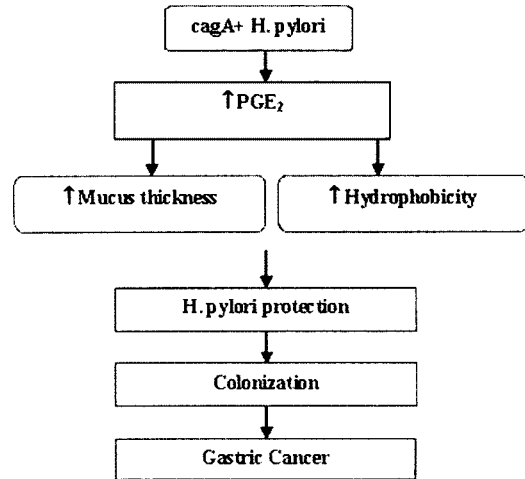 cagA+ H. pylori
↑PGE₂
↑Mucus thickness
↑Hydrophobicity
H. pylori protection
Colonization
Gastric Cancer